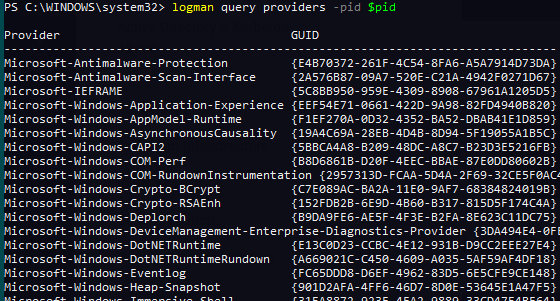 PS C:\WINDOWS\system32> logman query providers -pid $pid
Provider GUID
-------------------------------------------------------------------------------
Microsoft-Antimalware-Protection {E4B70372-261F-4C54-8FA6-A5A7914D73DA}
Microsoft-Antimalware-Scan-Interface {2A576B87-09A7-520E-C21A-4942F0271D67}
Microsoft-IEFRAME {5C8BB950-959E-4309-8908-67961A1205D5}
Microsoft-Windows-Application-Experience {EEF54E71-0661-422D-9A98-82FD4940B820}
Microsoft-Windows-AppModel-Runtime {F1EF270A-0D32-4352-BA52-DBAB41E1D859}
Microsoft-Windows-AsynchronousCausality {19A4C69A-28EB-4D4B-8D94-5F19055A1B5C}
Microsoft-Windows-CAPI2 {5BBCA4A8-B209-48DC-A8C7-B23D3E5216FB}
Microsoft-Windows-COM-Perf {B8D6861B-D20F-4EEC-BBAE-87E0DD80602B}
Microsoft-Windows-COM-RundownInstrumentation {2957313D-FCAA-5D4A-2F69-32CE5F0AC4
Microsoft-Windows-Crypto-BCrypt {C7E089AC-BA2A-11E0-9AF7-68384824019B}
Microsoft-Windows-Crypto-RSAEnh {152FDB2B-6E9D-4B60-B317-815D5F174C4A}
Microsoft-Windows-Deplorch {B9DA9FE6-AE5F-4F3E-B2FA-8E623C11DC75}
Microsoft-Windows-DeviceManagement-Enterprise-Diagnostics-Provider {3DA494E4-0FE
Microsoft-Windows-DotNETRuntime {E13C0D23-CCBC-4E12-931B-D9CC2EEE27E4}
Microsoft-Windows-DotNETRuntimeRundown {A669021C-C450-4609-A035-5AF59AF4DF18}
Microsoft-Windows-Eventlog {FC65DDD8-D6EF-4962-83D5-6E5CFE9CE148}
Microsoft-Windows-Heap-Snapshot {901D2AFA-4FF6-46D7-8D0E-53645E1A47F5}
Microsoft-Windows-Immersive-Shell